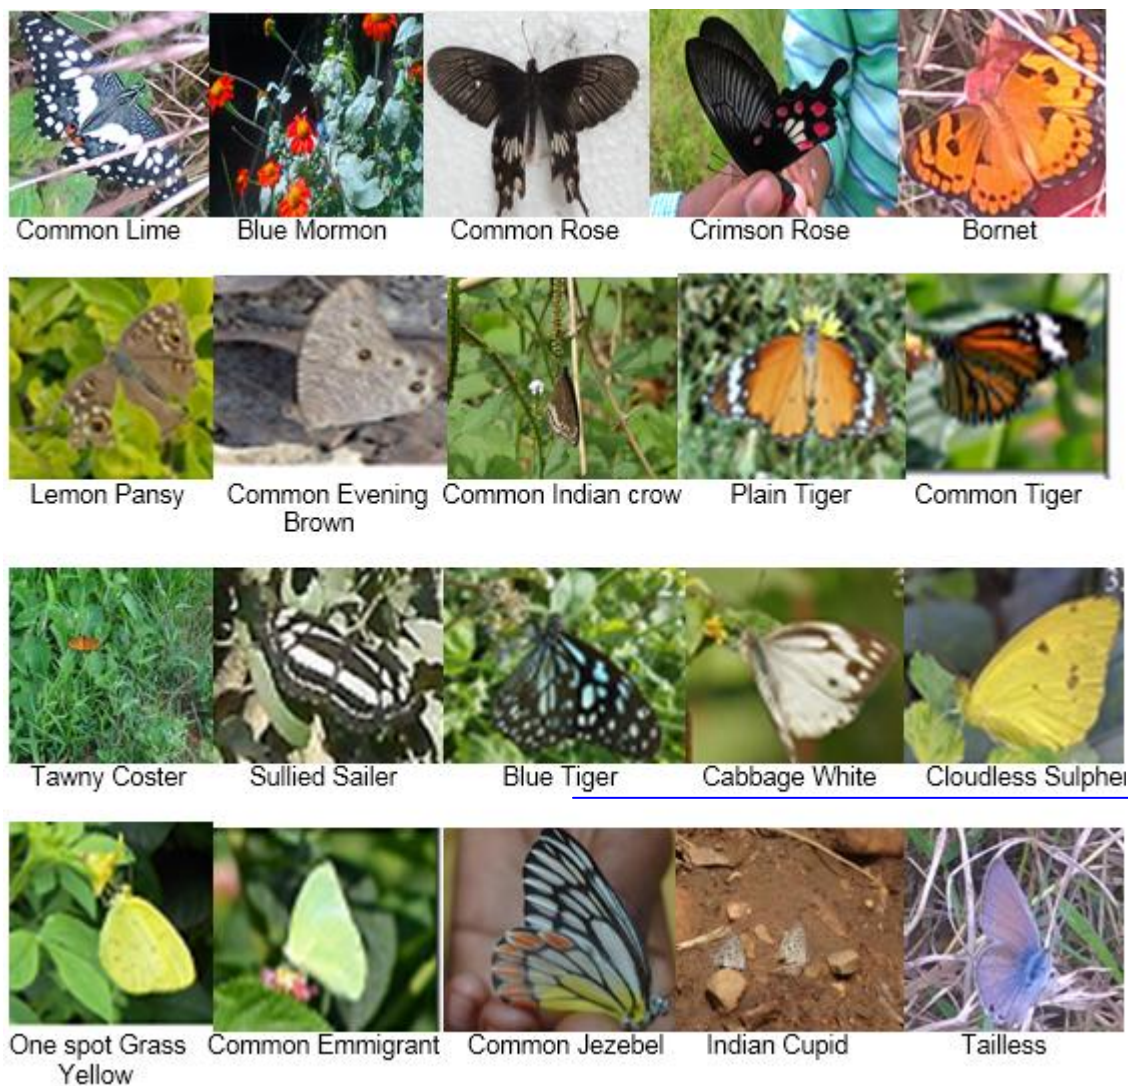 Common Lime
Blue Mormon
Common Rose
Crimson Rose
Bornet
Lemon Pansy
Common Evening
Brown
Common Indian crow
Plain Tiger
Common Tiger
Tawny Coster
Sullied Sailer
Blue Tiger
Cabbage White
Cloudless Sulpher
One spot Grass
Yellow
Common Emmigrant
Common Jezebel
Indian Cupid
Tailless